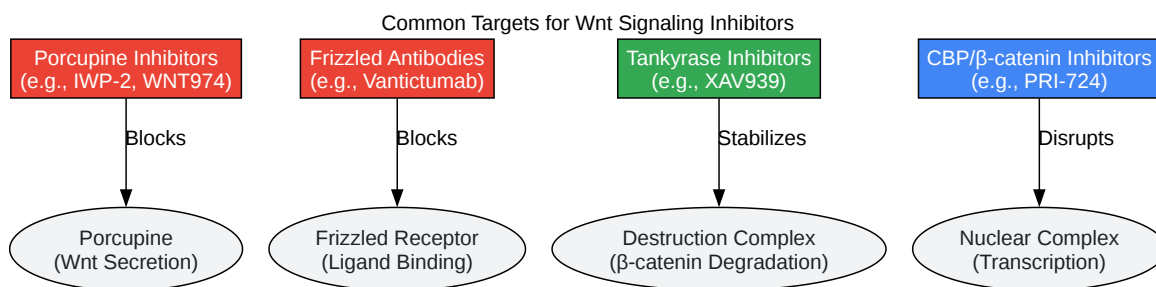 Common Targets for Wnt Signaling Inhibitors
Porcupine Inhibitors
(e.g., IWP-2, WNT974)
Frizzled Antibodies
(e.g., Vantictumab)
Tankyrase Inhibitors
(e.g., XAV939)
CBP/β-catenin Inhibitors
(e.g., PRI-724)
Blocks
Blocks
Stabilizes
Disrupts
Porcupine
(Wnt Secretion)
Frizzled Receptor
(Ligand Binding)
Destruction Complex
(β-catenin Degradation)
Nuclear Complex
(Transcription)